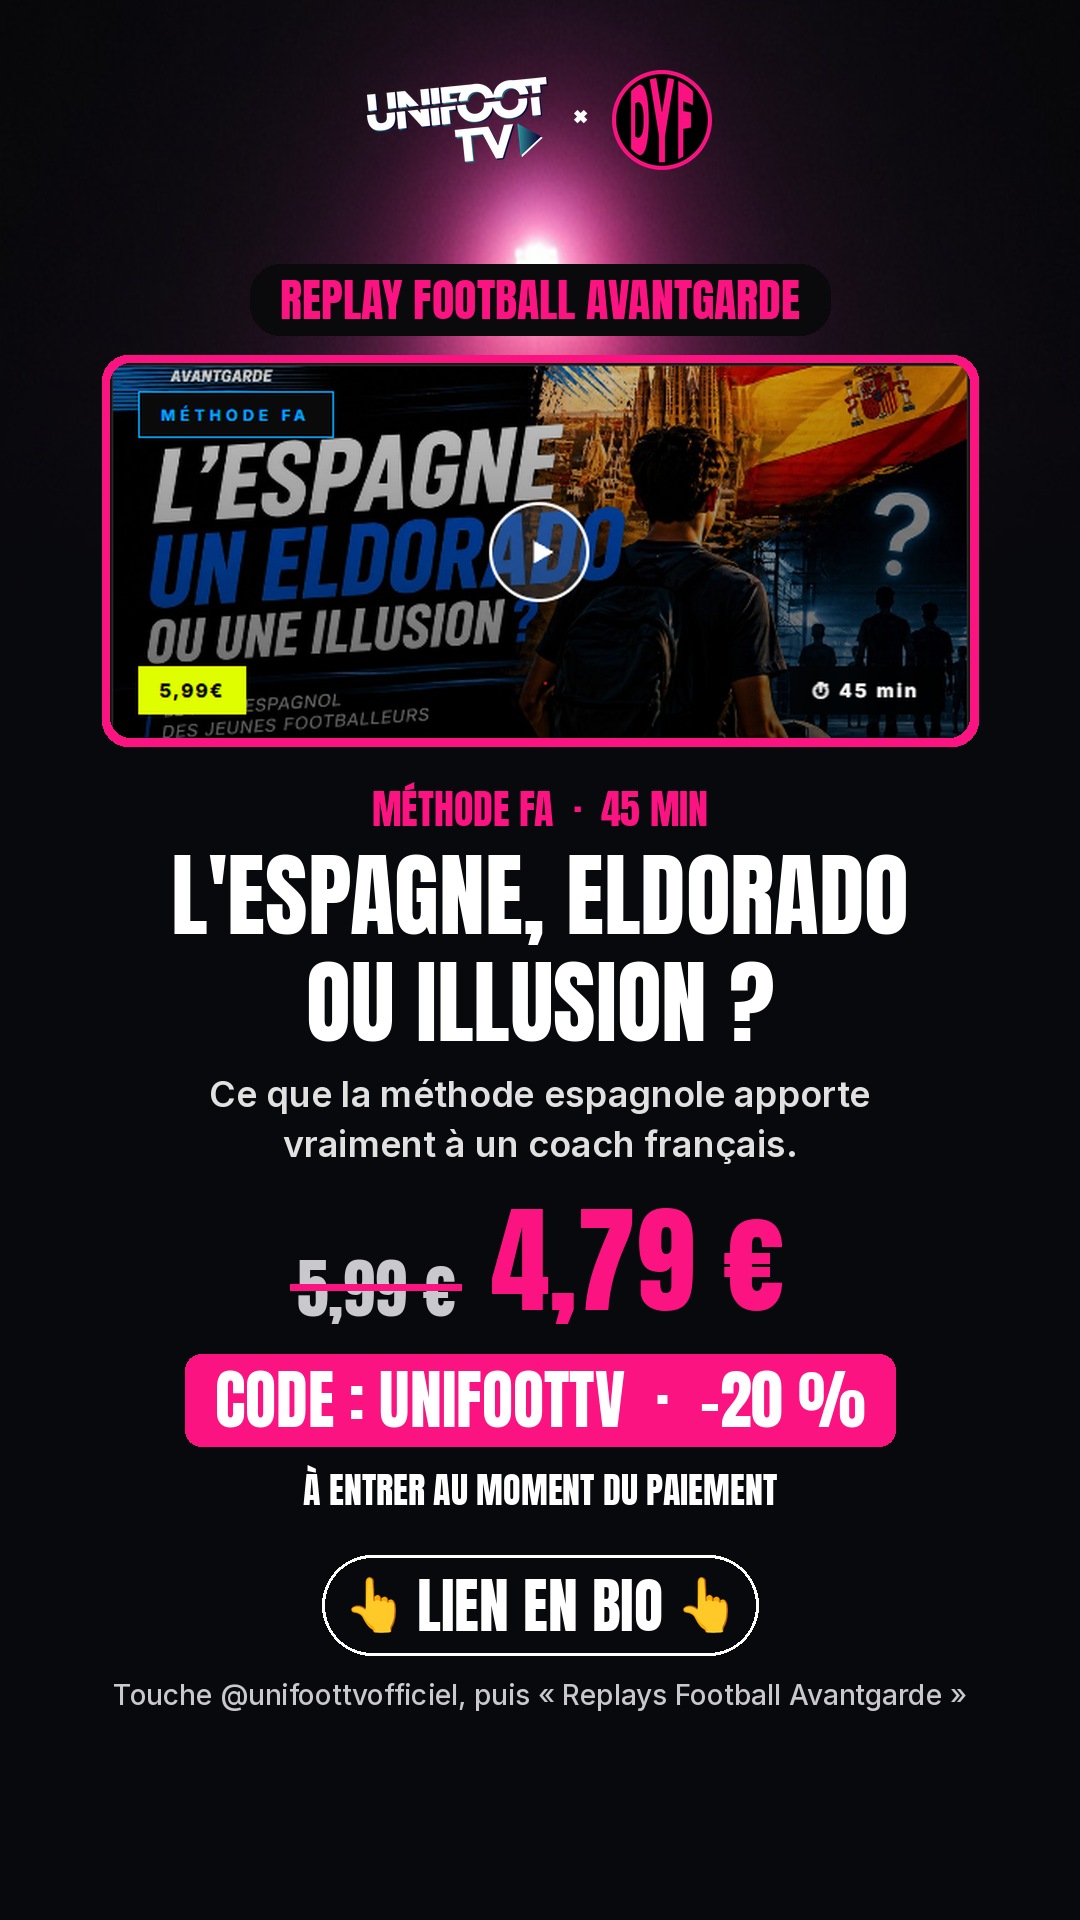 UNIFOOT
TV
×
DYF
REPLAY FOOTBALL AVANTGARDE
AVANTGARDE
MÉTHODE FA
L'ESPAGNE
UN ELDORADO
OU UNE ILLUSION ?
5,99€
ESPAGNOL
DES JEUNES FOOTBALLEURS
?
⏱ 45 min
MÉTHODE FA · 45 MIN
L'ESPAGNE, ELDORADO
OU ILLUSION ?
Ce que la méthode espagnole apporte
vraiment à un coach français.
5,99 € 4,79 €
CODE : UNIFOOTTV · -20 %
À ENTRER AU MOMENT DU PAIEMENT
👆 LIEN EN BIO 👆
Touche @unifoottvofficiel, puis « Replays Football Avantgarde »